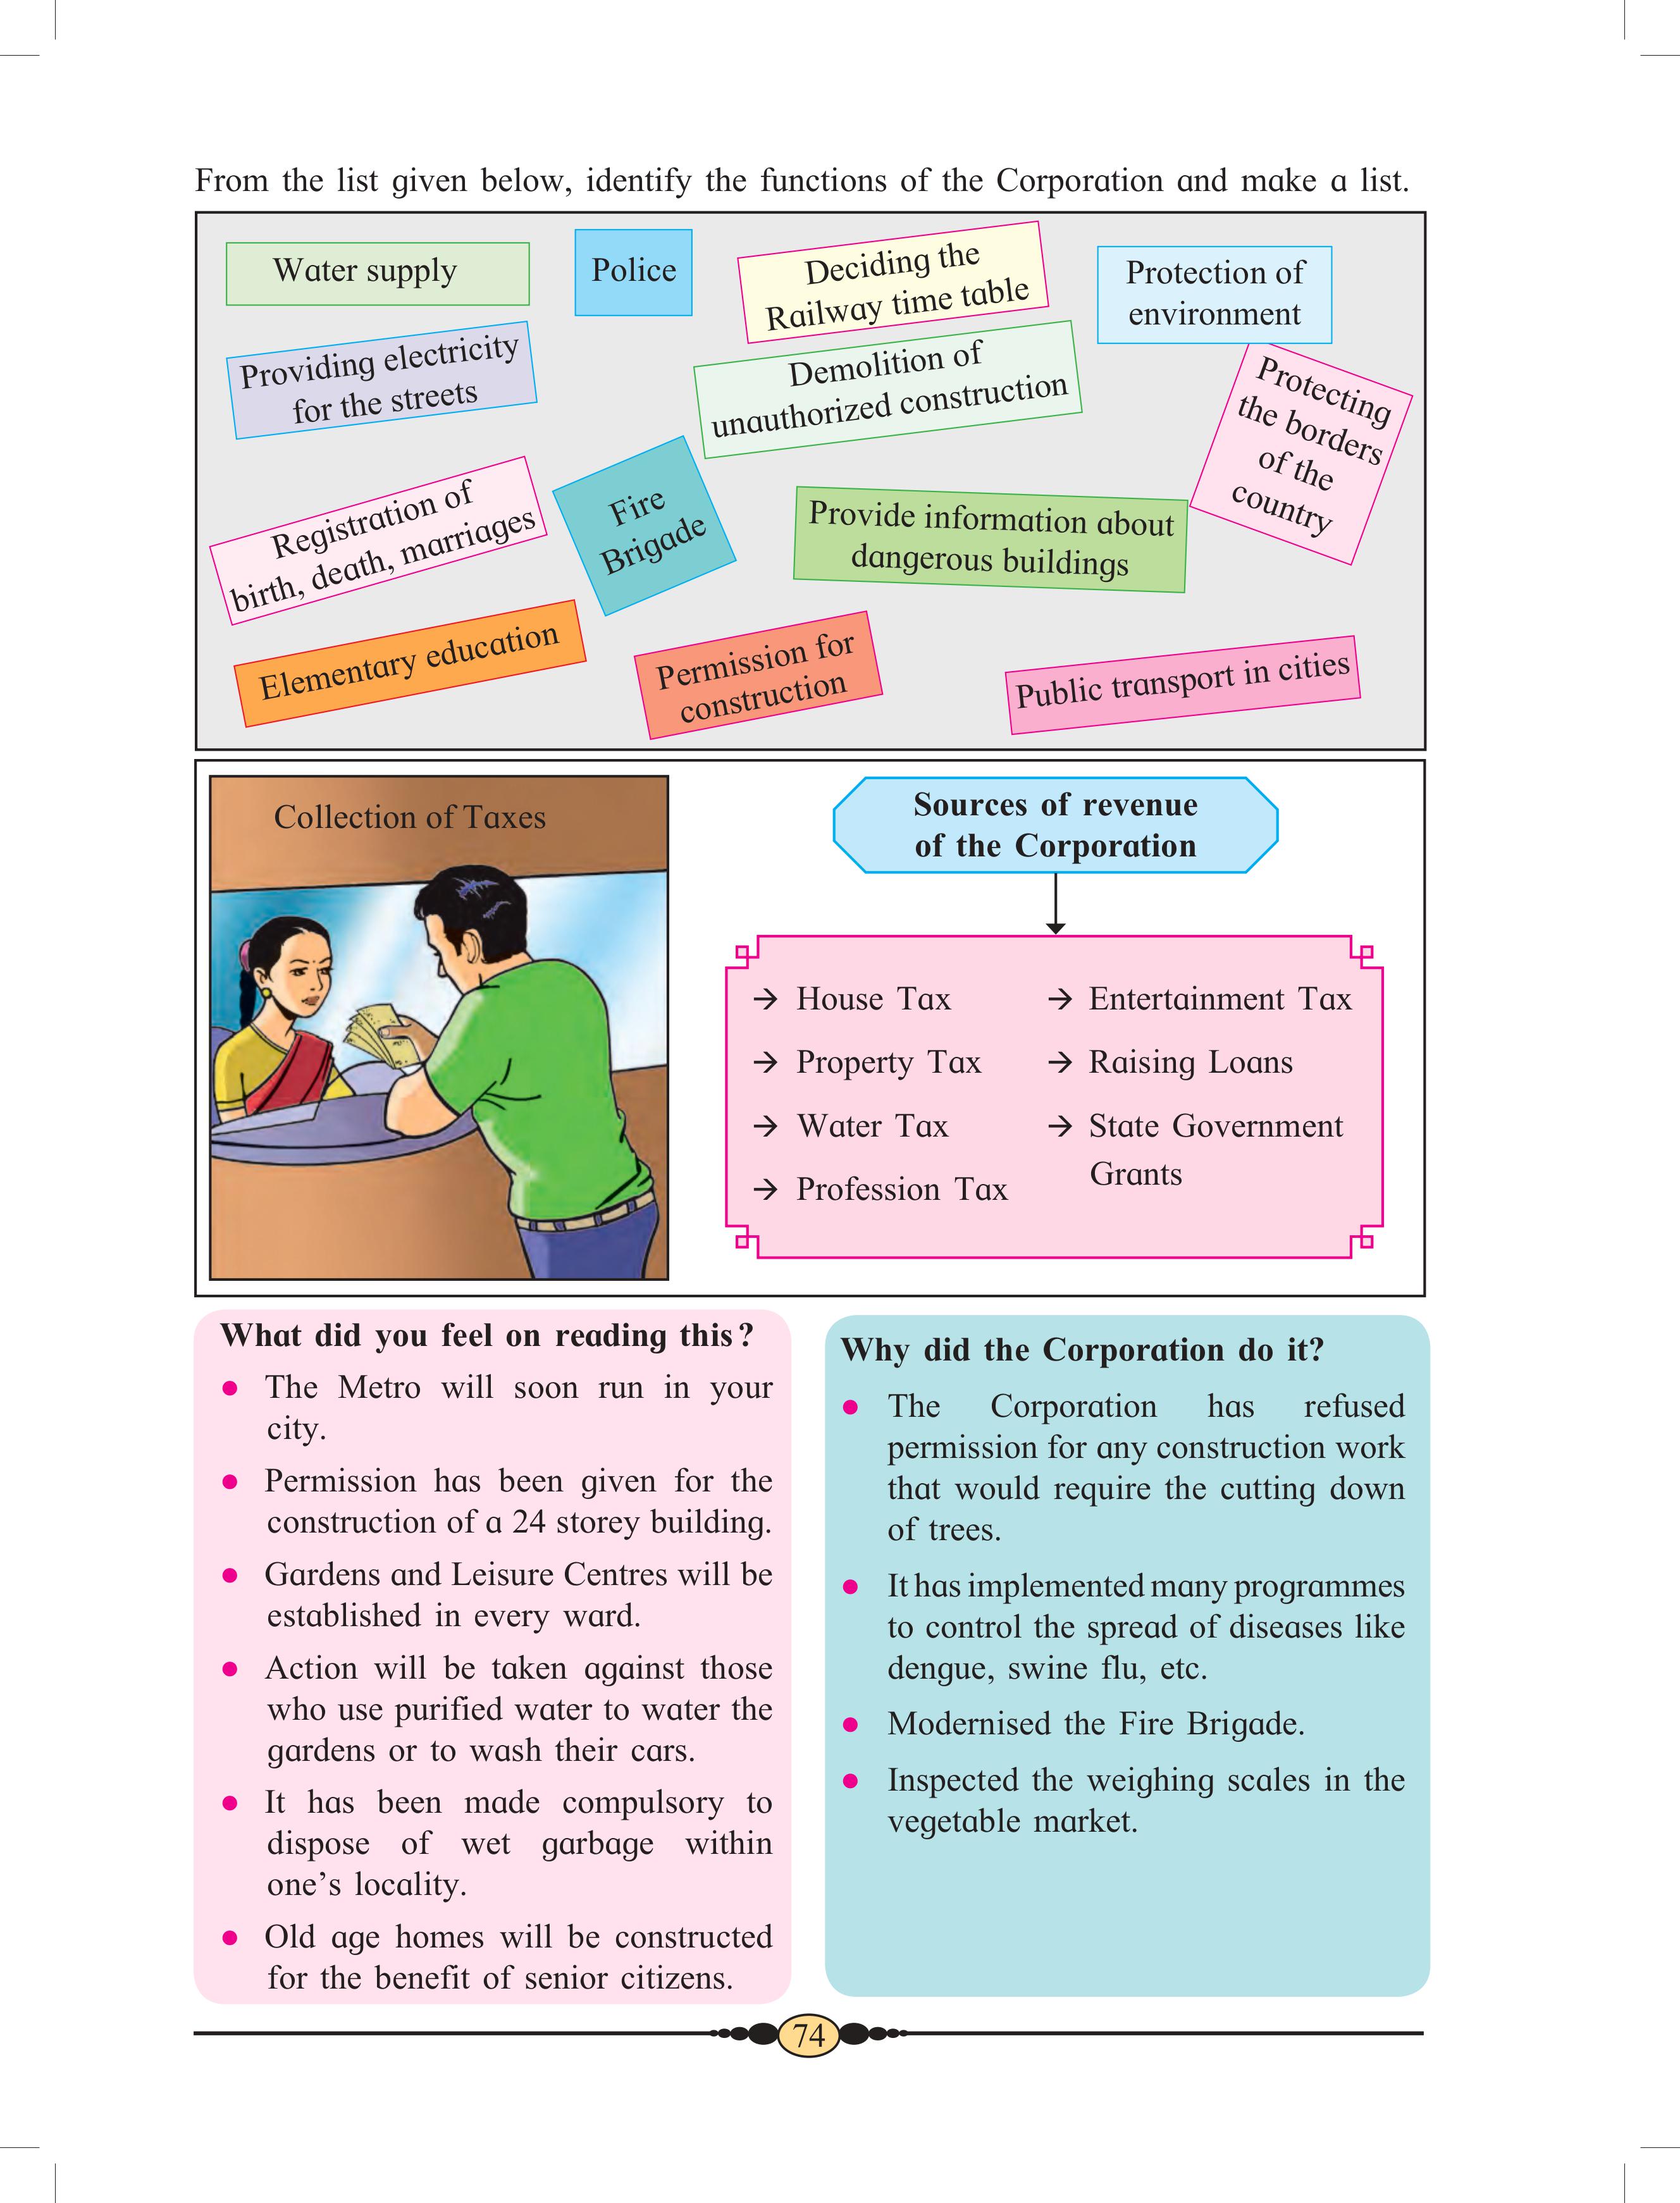 From the list given below, identify the functions of the Corporation and make a list.
Water supply
Police
Deciding the
Railway time table
Protection of
environment
Providing electricity
for the streets
Demolition of
unauthorized construction
Protecting
the borders
of the
country
Registration of
birth, death, marriages
Fire
Brigade
Provide information about
dangerous buildings
Elementary education
Permission for
construction
Public transport in cities
Collection of Taxes
Sources of revenue
of the Corporation
→ House Tax
→ Property Tax
→ Water Tax
→ Profession Tax
→ Entertainment Tax
→ Raising Loans
→ State Government
Grants
What did you feel on reading this?
● The Metro will soon run in your
city.
● Permission has been given for the
construction of a 24 storey building.
● Gardens and Leisure Centres will be
established in every ward.
● Action will be taken against those
who use purified water to water the
gardens or to wash their cars.
● It has been made compulsory to
dispose of wet garbage within
one's locality.
● Old age homes will be constructed
for the benefit of senior citizens.
Why did the Corporation do it?
● The Corporation has refused
permission for any construction work
that would require the cutting down
of trees.
● It has implemented many programmes
to control the spread of diseases like
dengue, swine flu, etc.
● Modernised the Fire Brigade.
● Inspected the weighing scales in the
vegetable market.
74